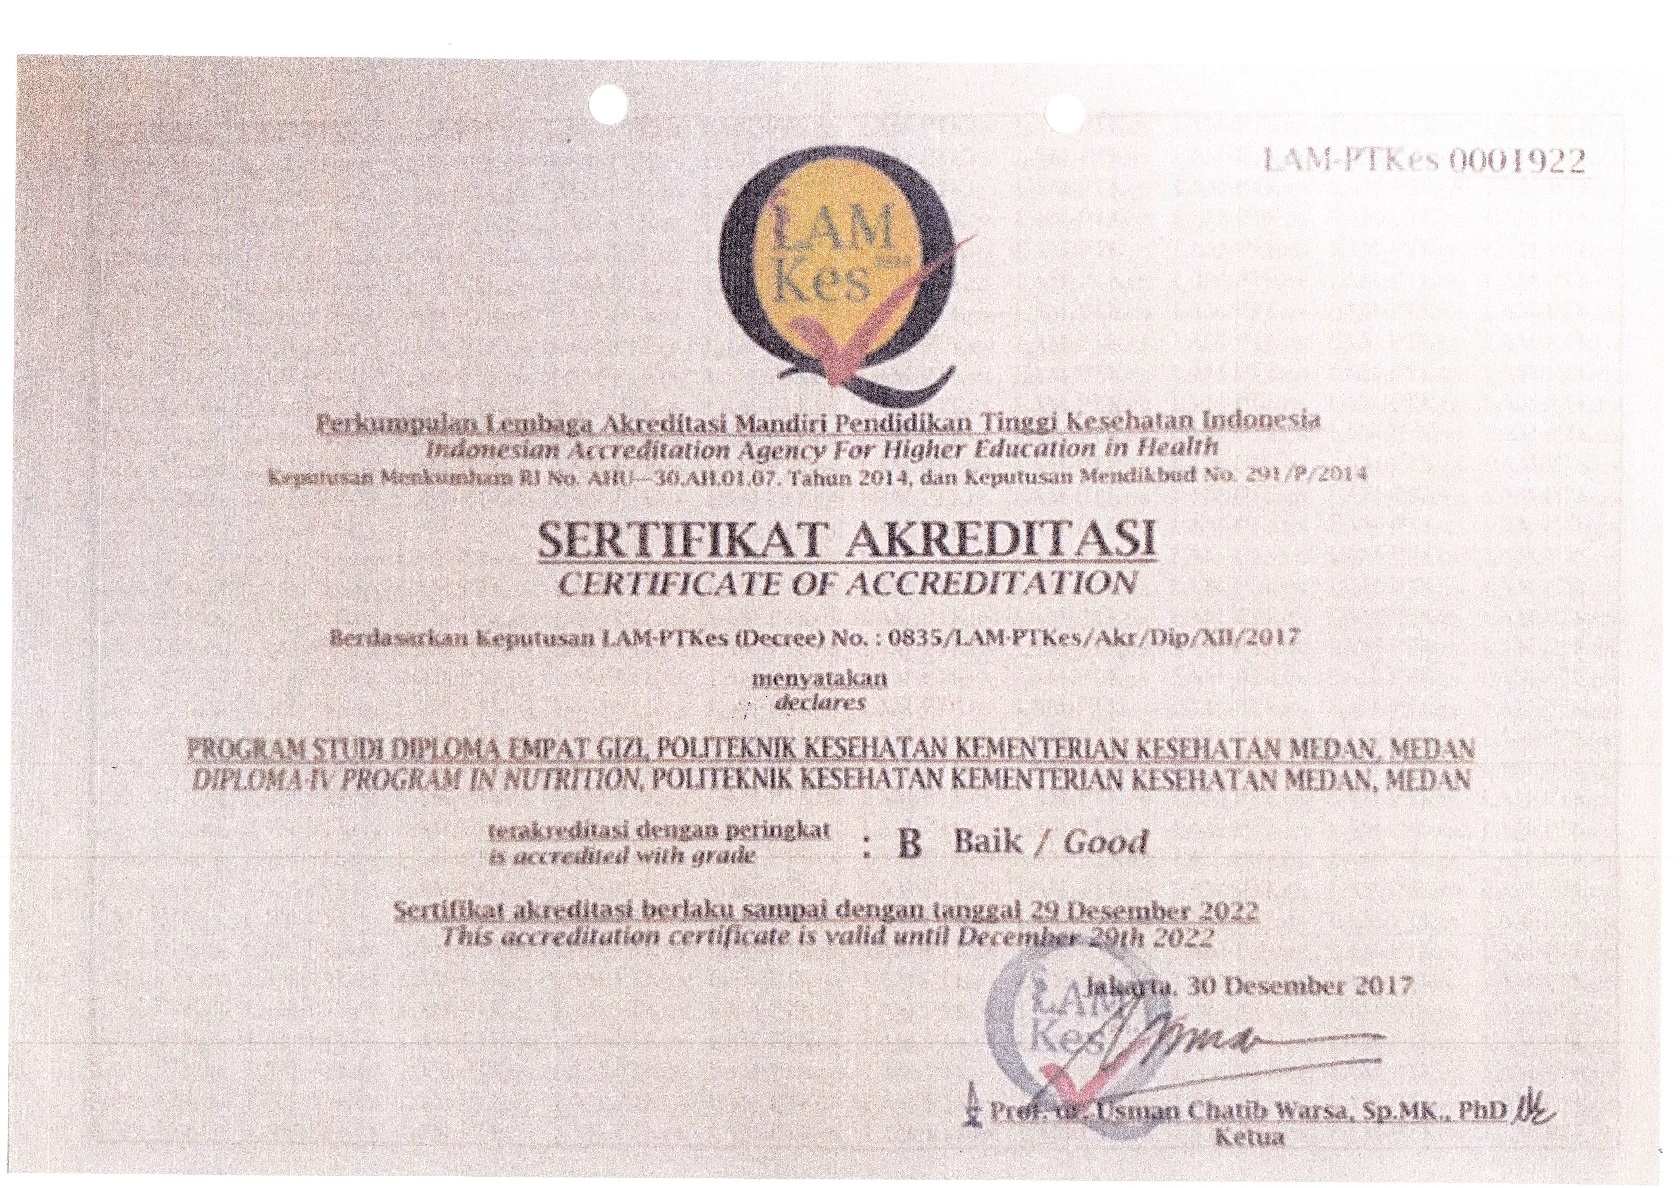 LAM-PTKes 0001922
LAM
Kes
Perkumpulan Lembaga Akreditasi Mandiri Pendidikan Tinggi Kesehatan Indonesia
Indonesian Accreditation Agency For Higher Education in Health
Keputusan Menkumham RI No. AHU-30.AH.01.07. Tahun 2014, dan Keputusan Mendikbud No. 291/P/2014
SERTIFIKAT AKREDITASI
CERTIFICATE OF ACCREDITATION
Berdasarkan Keputusan LAM-PTKes (Decree) No. : 0835/LAM-PTKes/Akr/Dip/XII/2017
menyatakan
declares
PROGRAM STUDI DIPLOMA EMPAT GIZI, POLITEKNIK KESEHATAN KEMENTERIAN KESEHATAN MEDAN, MEDAN
DIPLOMA-IV PROGRAM IN NUTRITION, POLITEKNIK KESEHATAN KEMENTERIAN KESEHATAN MEDAN, MEDAN
terakreditasi dengan peringkat : B Baik / Good
is accredited with grade
Sertifikat akreditasi berlaku sampai dengan tanggal 29 Desember 2022
This accreditation certificate is valid until December 29th 2022
Jakarta, 30 Desember 2017
LAM
Kes
Prof. dr. Usman Chatib Warsa, Sp.MK., PhD
Ketua